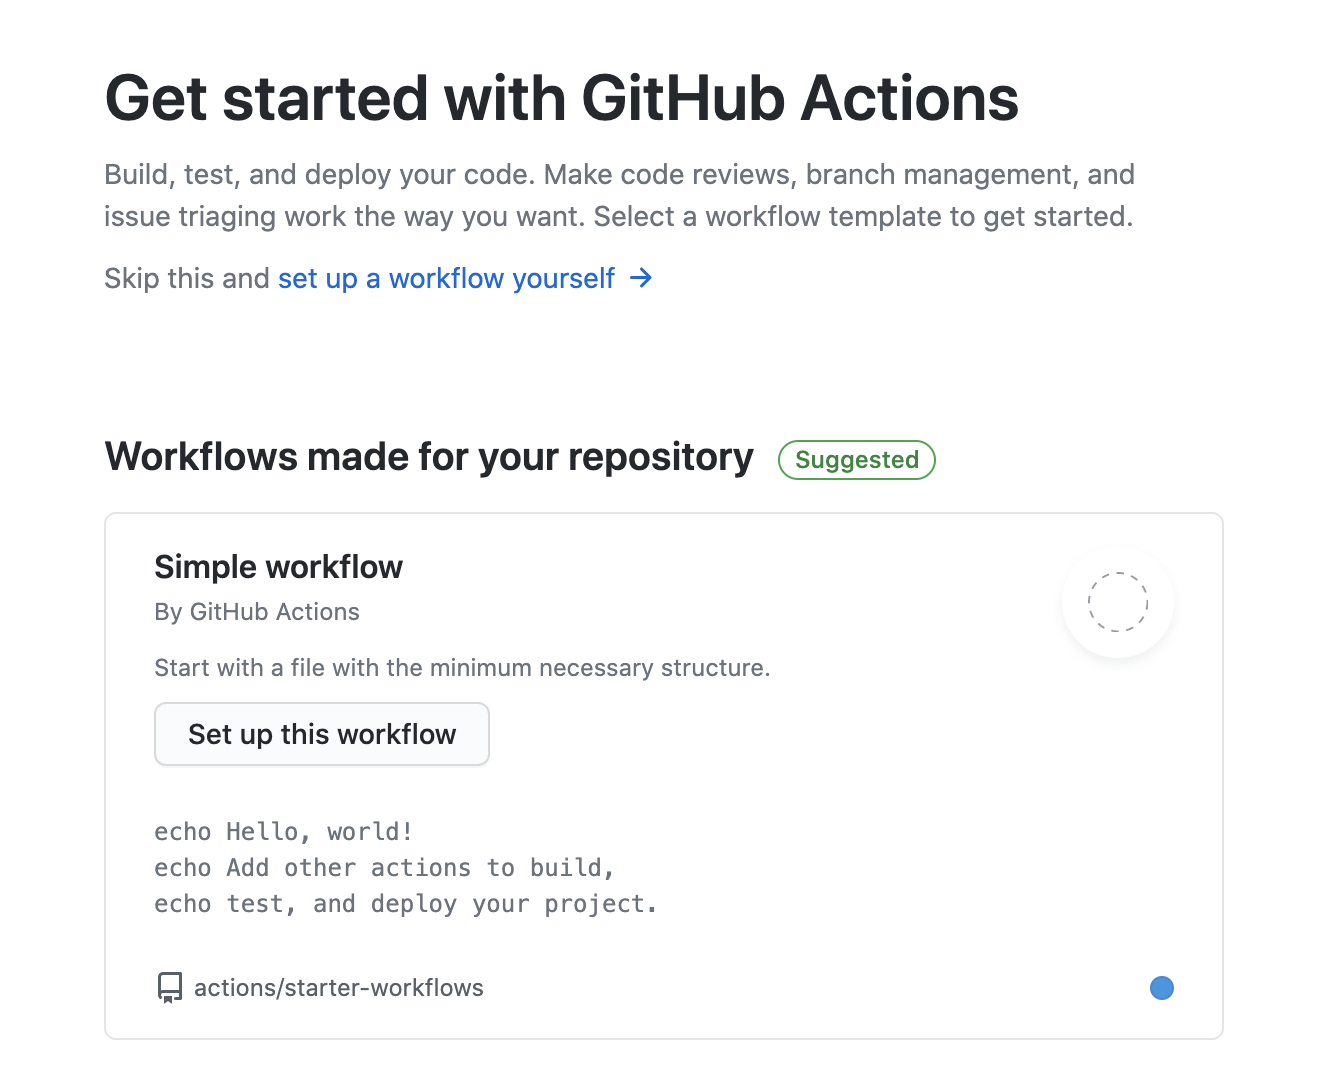 Get started with GitHub Actions
Build, test, and deploy your code. Make code reviews, branch management, and
issue triaging work the way you want. Select a workflow template to get started.
Skip this and set up a workflow yourself →
Workflows made for your repository Suggested
Simple workflow
By GitHub Actions
Start with a file with the minimum necessary structure.
Set up this workflow
echo Hello, world!
echo Add other actions to build,
echo test, and deploy your project.
actions/starter-workflows